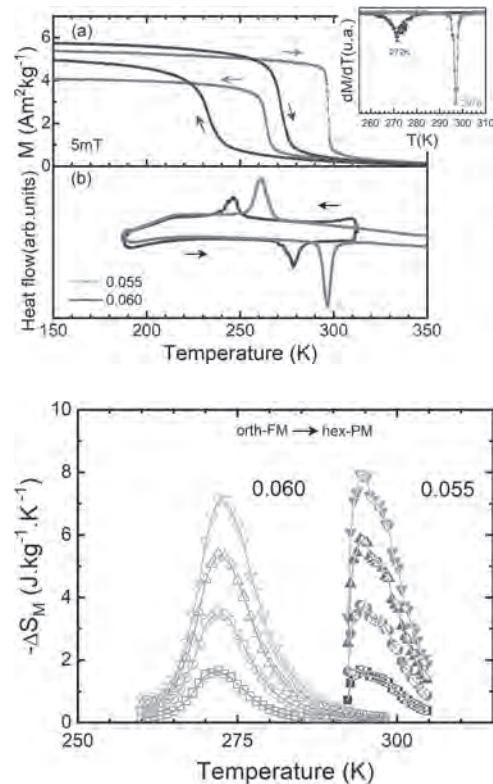 (a)
M (Am²kg⁻¹)
6
4
2
0
5mT
dM/dT(u.a.)
272K
T(K)
260 270 280 290 300 310
(b)
Heat flow(arb.units)
0.055
0.060
150 200 250 300 350
Temperature (K)
10
8
6
4
2
0
-ΔS_M (J.kg⁻¹.K⁻¹)
orth-FM → hex-PM
0.060
0.055
250 275 300
Temperature (K)